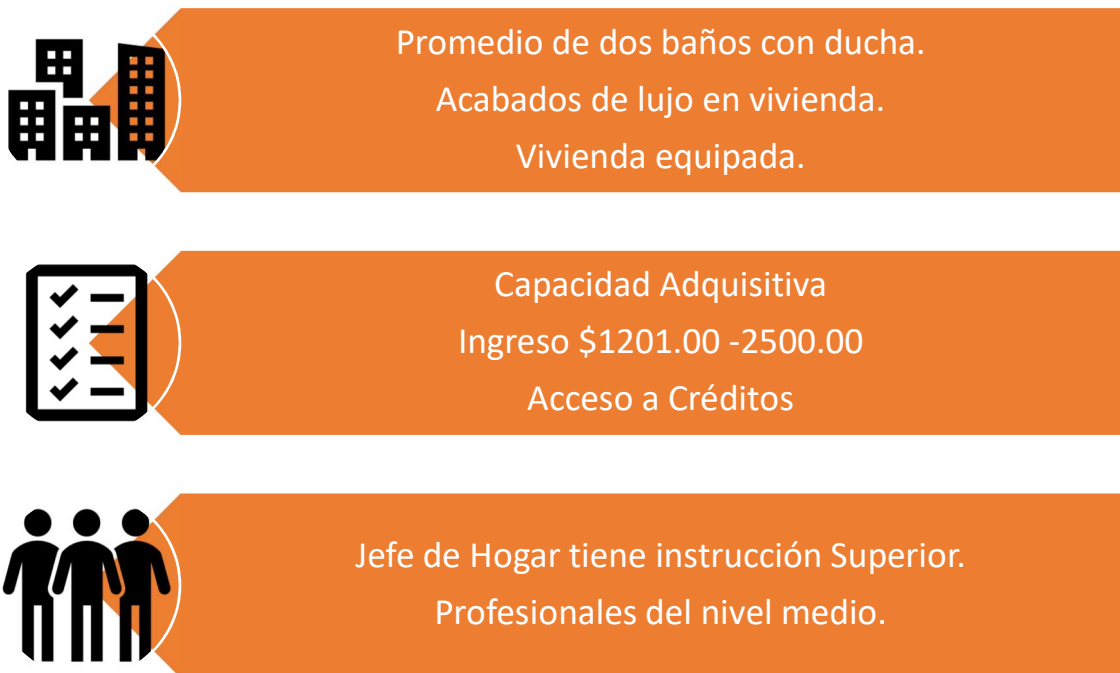 Promedio de dos baños con ducha.
Acabados de lujo en vivienda.
Vivienda equipada.
Capacidad Adquisitiva
Ingreso $1201.00 -2500.00
Acceso a Créditos
Jefe de Hogar tiene instrucción Superior.
Profesionales del nivel medio.